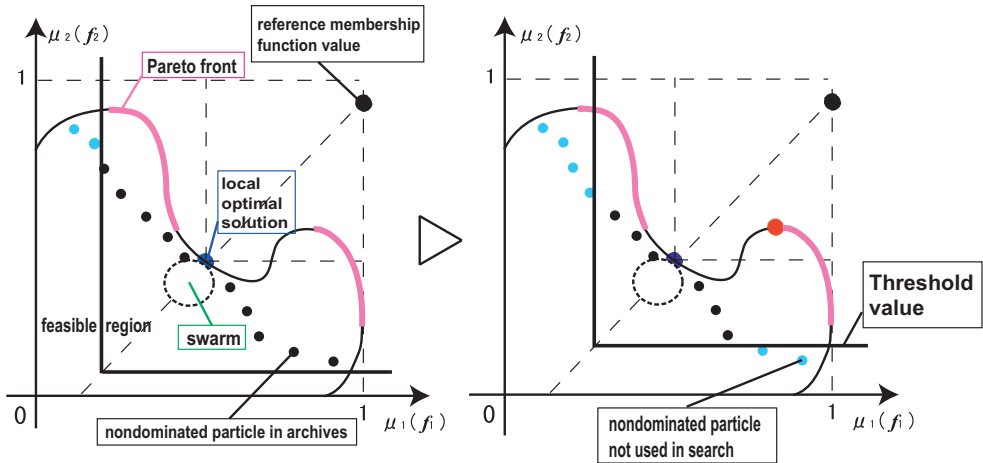 μ₂(f₂)
reference membership
function value
1
Pareto front
local
optimal
solution
feasible region
swarm
0
1
μ₁(f₁)
nondominated particle in archives
μ₂(f₂)
1
Threshold
value
0
1
μ₁(f₁)
nondominated particle
not used in search